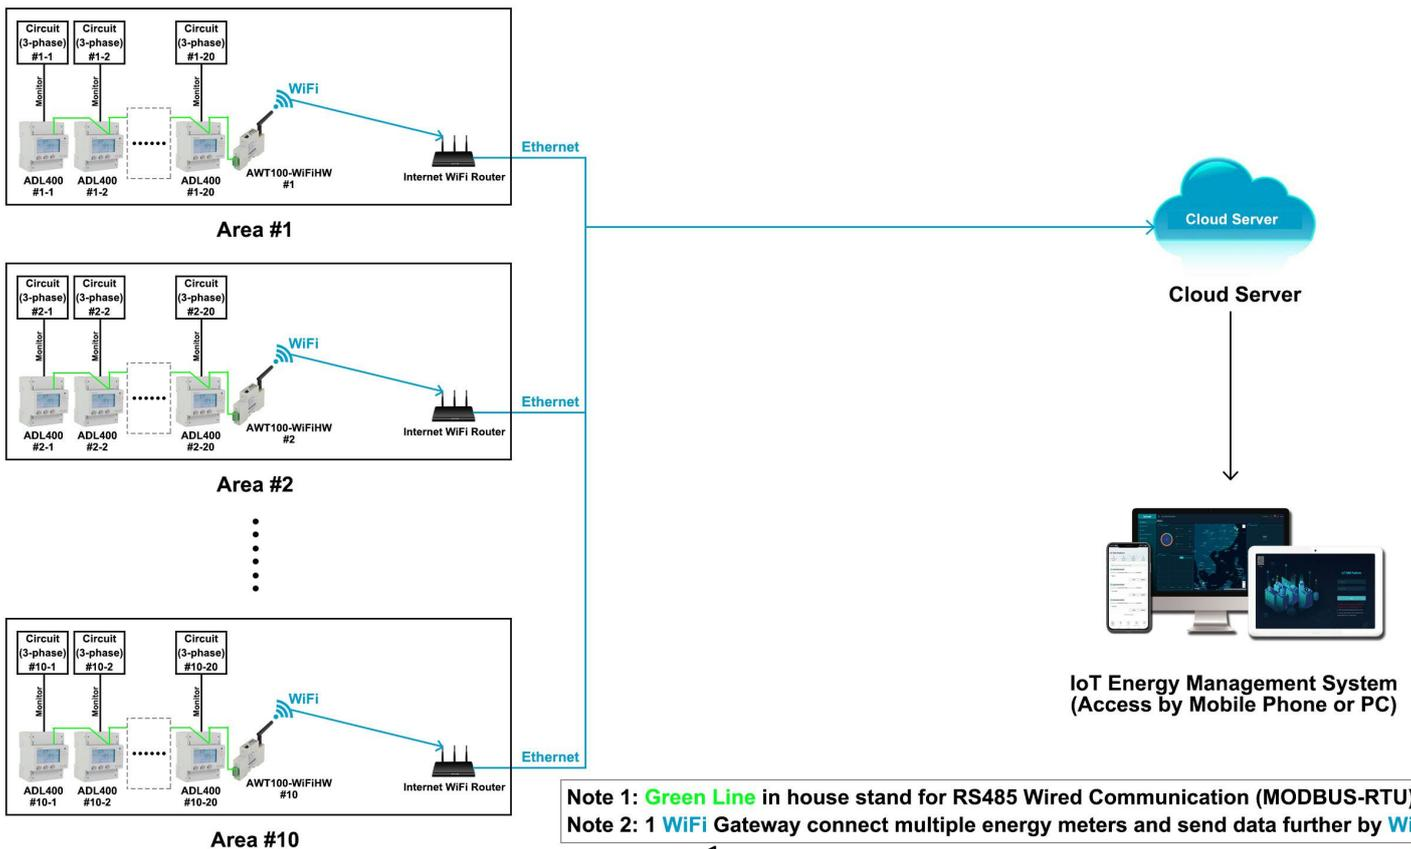 Circuit
(3-phase)
#1-1
Circuit
(3-phase)
#1-2
Circuit
(3-phase)
#1-20
Monitor
Monitor
Monitor
WiFi
ADL400
#1-1
ADL400
#1-2
ADL400
#1-20
AWT100-WiFiHW
#1
Internet WiFi Router
Ethernet
Area #1
Circuit
(3-phase)
#2-1
Circuit
(3-phase)
#2-2
Circuit
(3-phase)
#2-20
Monitor
Monitor
Monitor
WiFi
ADL400
#2-1
ADL400
#2-2
ADL400
#2-20
AWT100-WiFiHW
#2
Internet WiFi Router
Ethernet
Area #2
Circuit
(3-phase)
#10-1
Circuit
(3-phase)
#10-2
Circuit
(3-phase)
#10-20
Monitor
Monitor
Monitor
WiFi
ADL400
#10-1
ADL400
#10-2
ADL400
#10-20
AWT100-WiFiHW
#10
Internet WiFi Router
Ethernet
Area #10
Cloud Server
Cloud Server
IoT Energy Management System
(Access by Mobile Phone or PC)
Note 1: Green Line in house stand for RS485 Wired Communication (MODBUS-RTU)
Note 2: 1 WiFi Gateway connect multiple energy meters and send data further by Wi